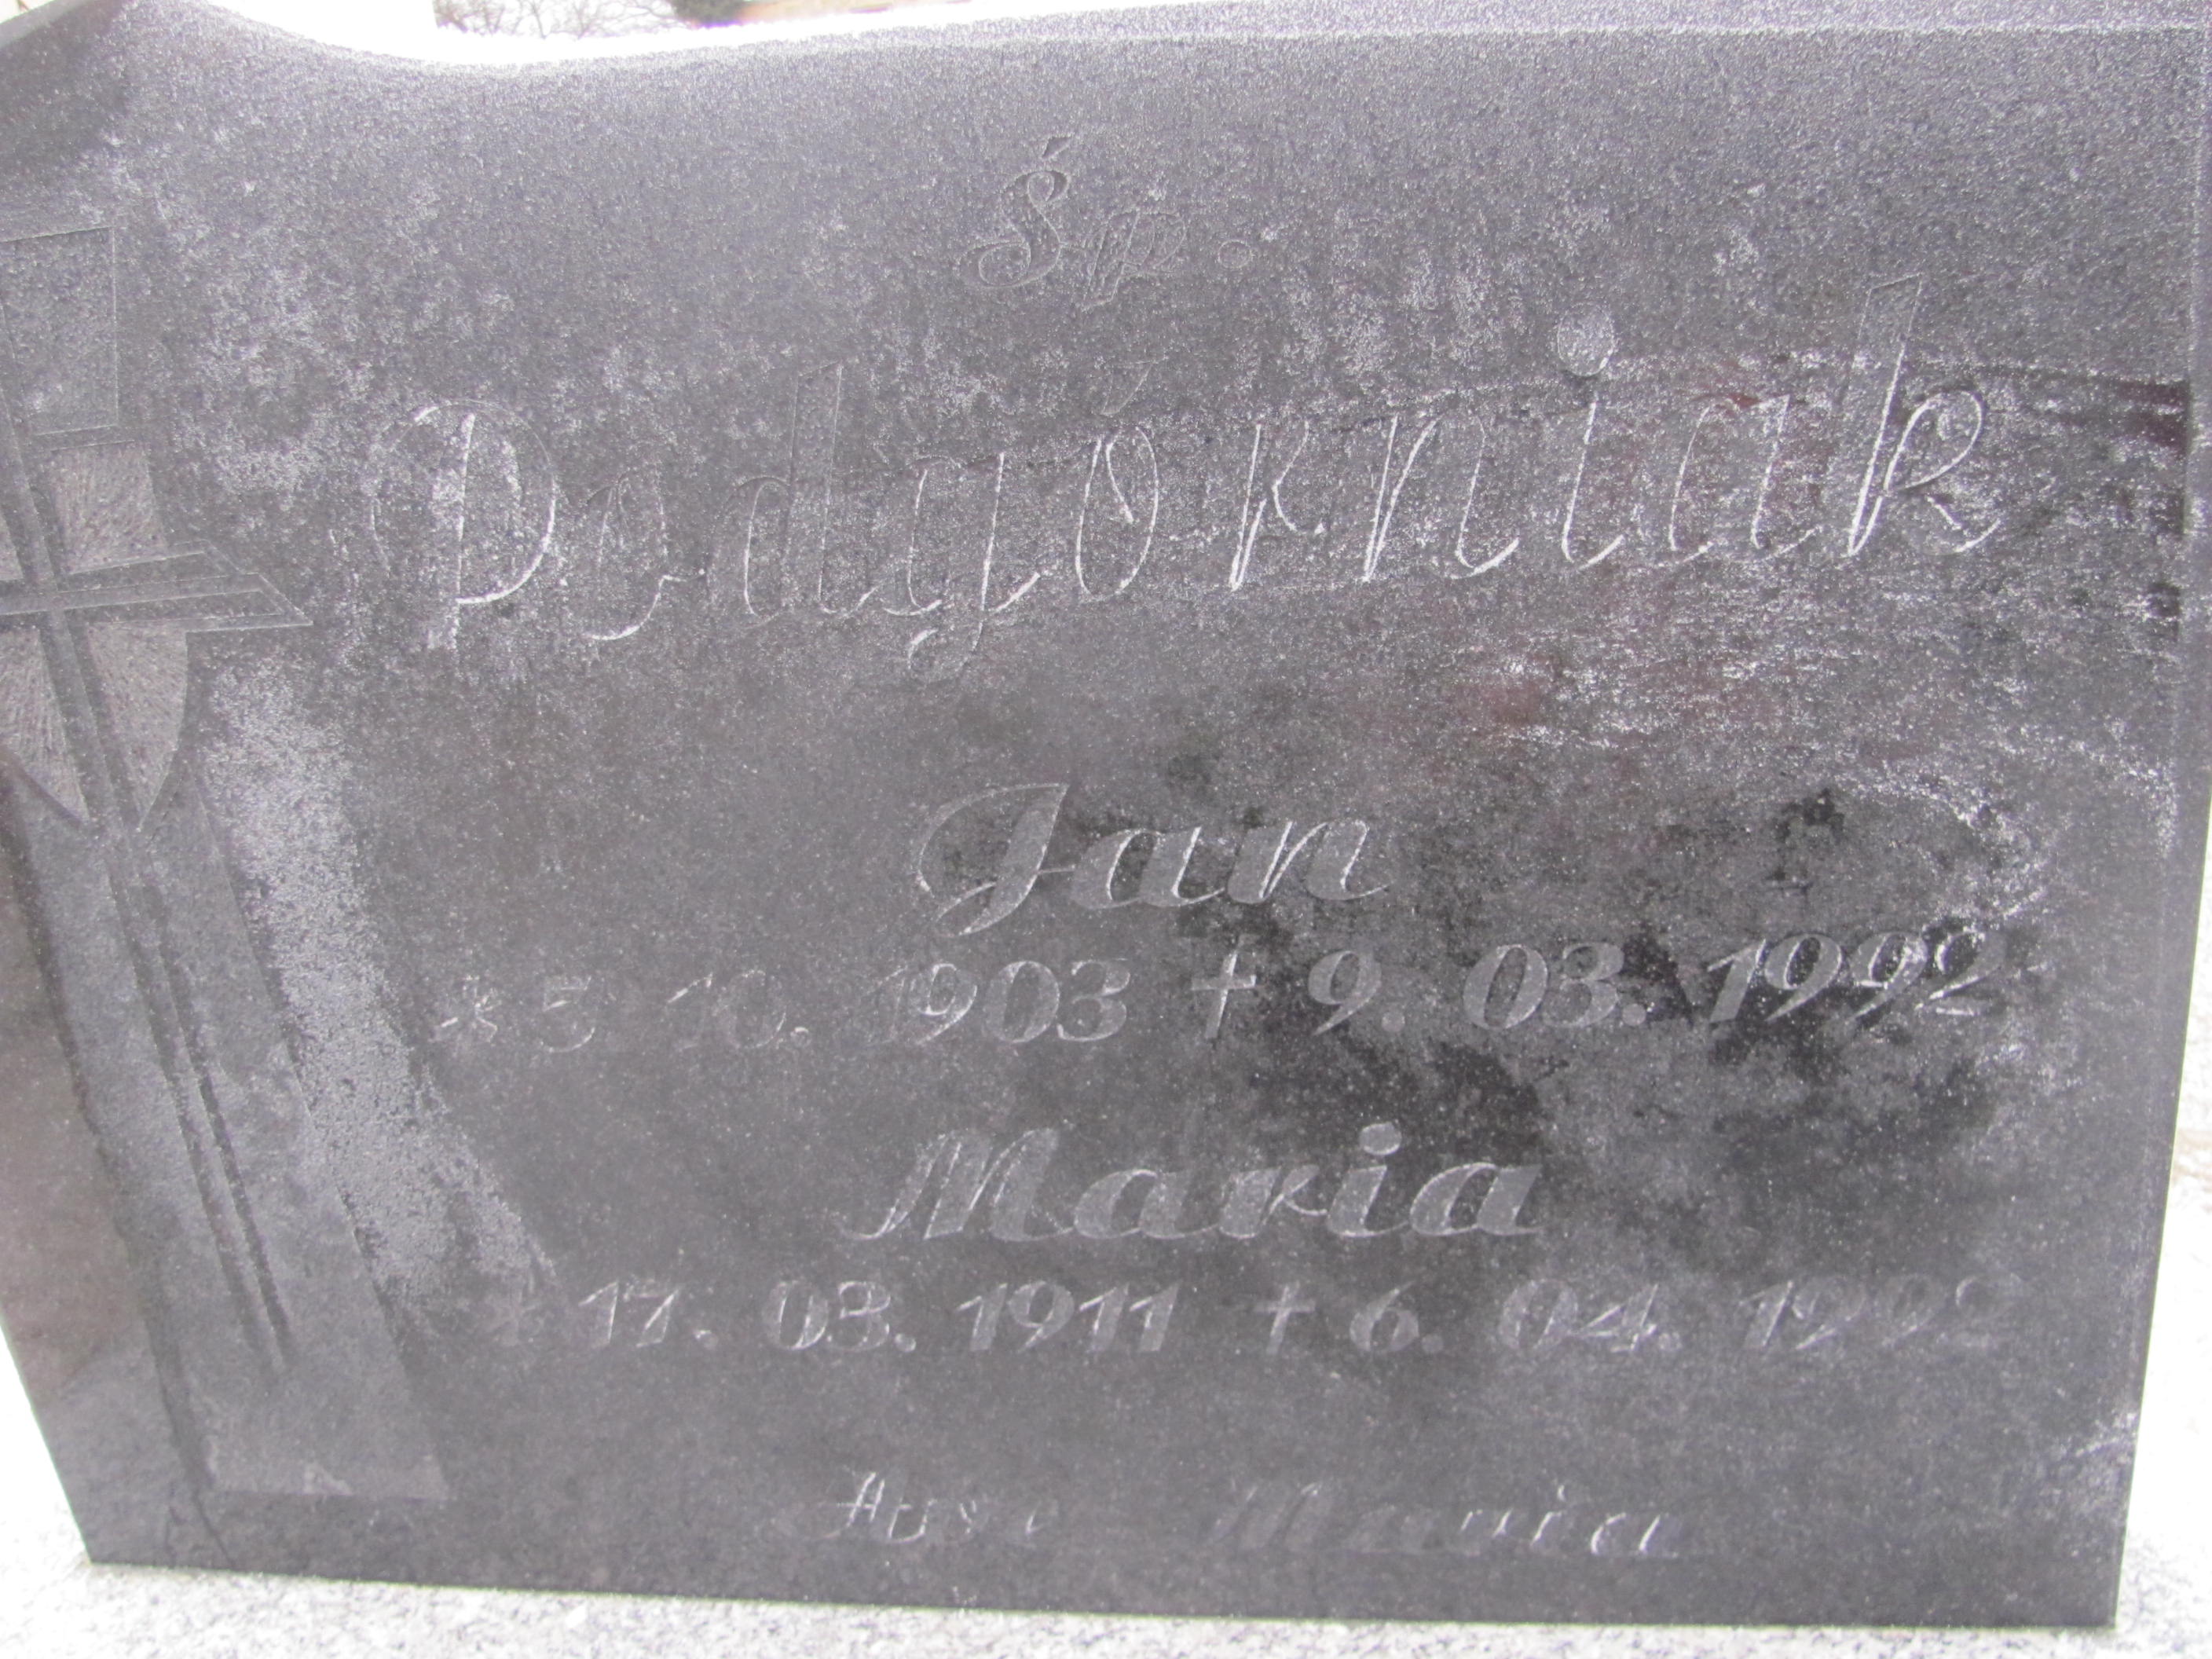 Śp.
Podgórniak
Jan
* 5 10. 1903 + 9. 03. 1992
Maria
* 17. 03. 1911 + 6. 04. 1992
Ave Maria